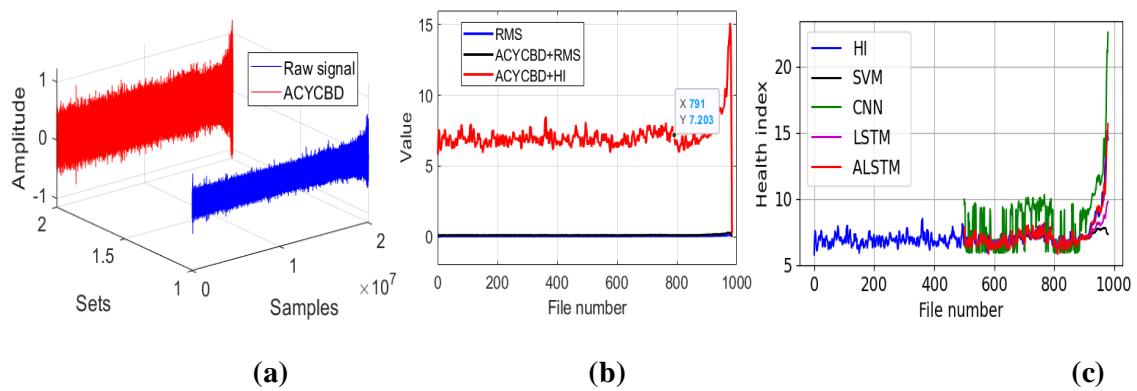 Amplitude
1
0
-1
2
1.5
1
Sets
0
1
2
×10⁷
Samples
Raw signal
ACYCBD
(a)
Value
15
10
5
0
RMS
ACYCBD+RMS
ACYCBD+HI
X 791
Y 7.203
0
200
400
600
800
1000
File number
(b)
Health index
20
15
10
5
HI
SVM
CNN
LSTM
ALSTM
0
200
400
600
800
1000
File number
(c)